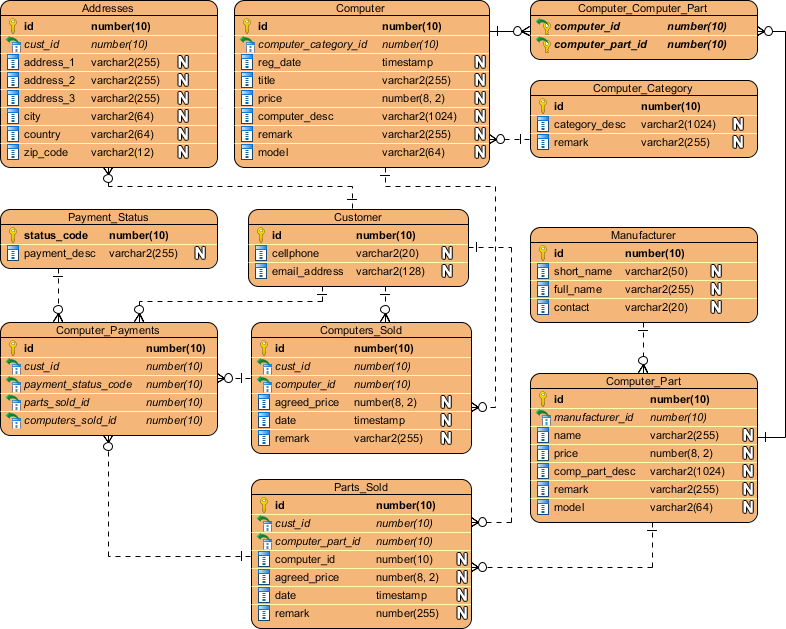 Addresses
id number(10)
cust_id number(10)
address_1 varchar2(255) N
address_2 varchar2(255) N
address_3 varchar2(255) N
city varchar2(64) N
country varchar2(64) N
zip_code varchar2(12) N
Computer
id number(10)
computer_category_id number(10)
reg_date timestamp N
title varchar2(255) N
price number(8, 2) N
computer_desc varchar2(1024) N
remark varchar2(255) N
model varchar2(64) N
Computer_Computer_Part
computer_id number(10)
computer_part_id number(10)
Computer_Category
id number(10)
category_desc varchar2(1024) N
remark varchar2(255) N
Payment_Status
status_code number(10)
payment_desc varchar2(255) N
Customer
id number(10)
cellphone varchar2(20) N
email_address varchar2(128) N
Manufacturer
id number(10)
short_name varchar2(50) N
full_name varchar2(255) N
contact varchar2(20) N
Computer_Payments
id number(10)
cust_id number(10)
payment_status_code number(10)
parts_sold_id number(10)
computers_sold_id number(10)
Computers_Sold
id number(10)
cust_id number(10)
computer_id number(10)
agreed_price number(8, 2) N
date timestamp N
remark varchar2(255) N
Computer_Part
id number(10)
manufacturer_id number(10)
name varchar2(255) N
price number(8, 2) N
comp_part_desc varchar2(1024) N
remark varchar2(255) N
model varchar2(64) N
Parts_Sold
id number(10)
cust_id number(10)
computer_part_id number(10)
computer_id number(10) N
agreed_price number(8, 2) N
date timestamp N
remark number(255) N